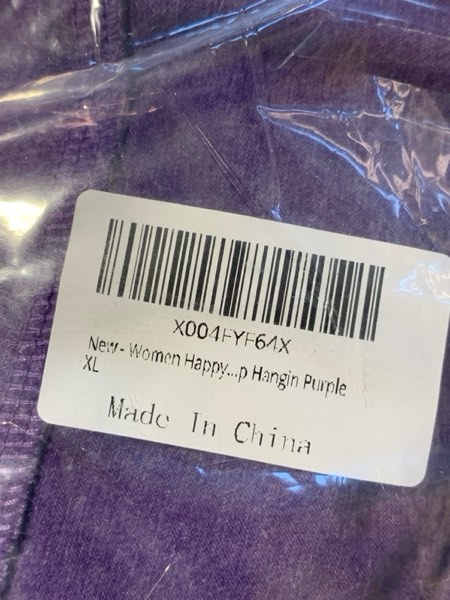 X004FYF64X
New - Women Happy...p Hangin Purple
XL
Made In China